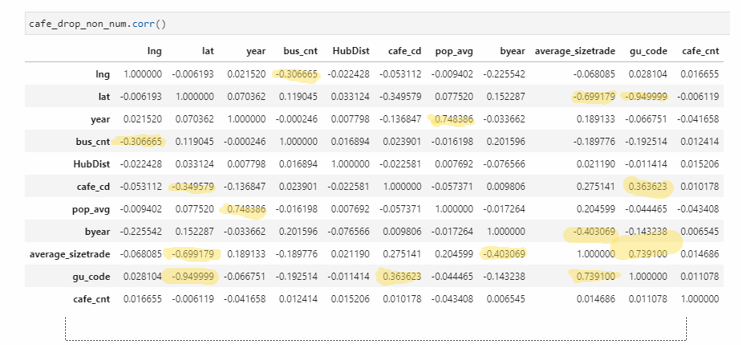 cafe_drop_non_num.corr()
lng lat year bus_cnt HubDist cafe_cd pop_avg byear average_sizetrade gu_code cafe_cnt
lng 1.000000 -0.006193 0.021520 -0.306665 -0.022428 -0.053112 -0.009402 -0.225542 -0.068085 0.028104 0.016655
lat -0.006193 1.000000 0.070362 0.119045 0.033124 -0.349579 0.077520 0.152287 -0.699179 -0.949999 -0.006119
year 0.021520 0.070362 1.000000 -0.000246 0.007798 -0.136847 0.748386 -0.033662 0.189133 -0.066751 -0.041658
bus_cnt -0.306665 0.119045 -0.000246 1.000000 0.016894 0.023901 -0.016198 0.201596 -0.189776 -0.192514 0.012414
HubDist -0.022428 0.033124 0.007798 0.016894 1.000000 -0.022581 0.007692 -0.076566 0.021190 -0.011414 0.015206
cafe_cd -0.053112 -0.349579 -0.136847 0.023901 -0.022581 1.000000 -0.057371 0.009806 0.275141 0.363623 0.010178
pop_avg -0.009402 0.077520 0.748386 -0.016198 0.007692 -0.057371 1.000000 -0.017264 0.204599 -0.044465 -0.043408
byear -0.225542 0.152287 -0.033662 0.201596 -0.076566 0.009806 -0.017264 1.000000 -0.403069 -0.143238 0.006545
average_sizetrade -0.068085 -0.699179 0.189133 -0.189776 0.021190 0.275141 0.204599 -0.403069 1.000000 0.739100 0.014686
gu_code 0.028104 -0.949999 -0.066751 -0.192514 -0.011414 0.363623 -0.044465 -0.143238 0.739100 1.000000 0.011078
cafe_cnt 0.016655 -0.006119 -0.041658 0.012414 0.015206 0.010178 -0.043408 0.006545 0.014686 0.011078 1.000000